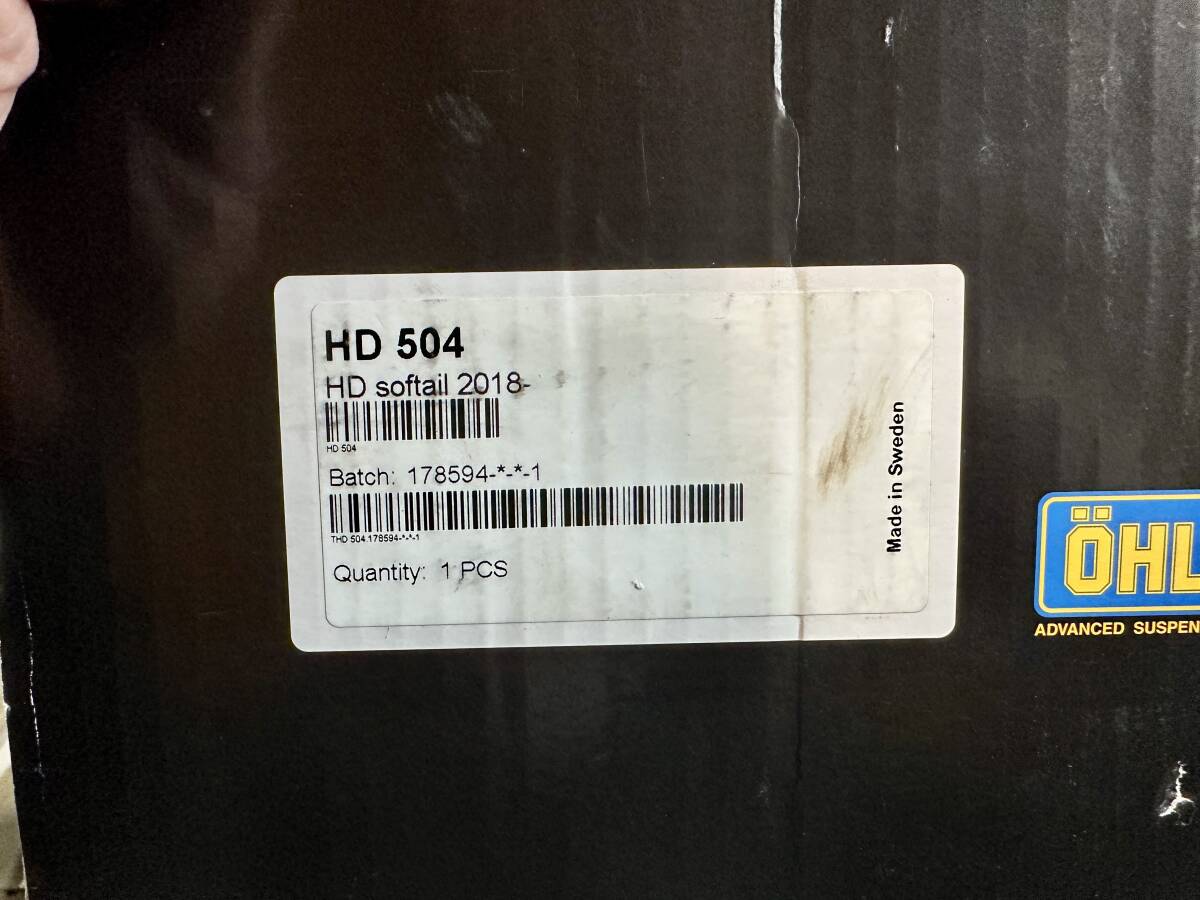 HD 504
HD softail 2018-
HD 504
Batch: 178594-*-*-1
THD 504.178594-*-*-1
Quantity: 1 PCS
Made in Sweden
ÖHL
ADVANCED SUSPEN